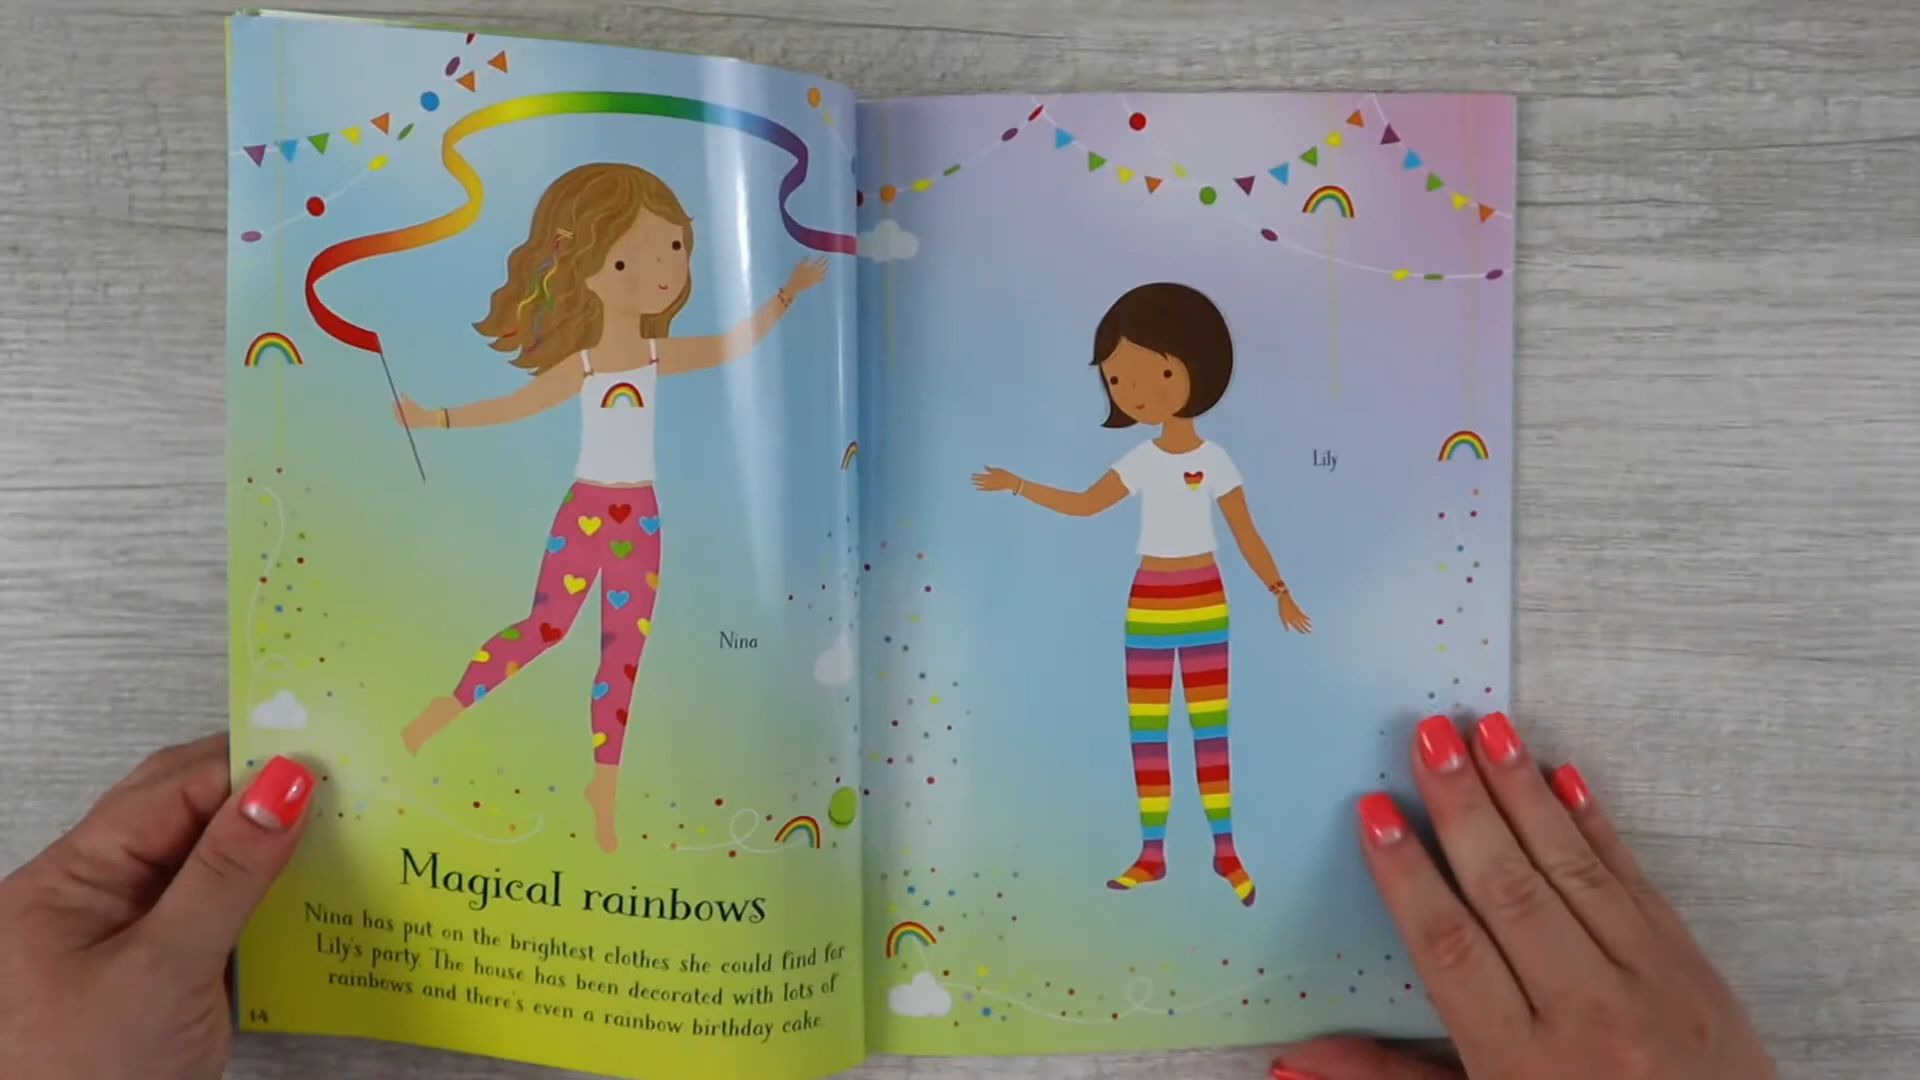 Nina
Magical rainbows
Nina has put on the brightest clothes she could find for
Lily's party. The house has been decorated with lots of
rainbows and there's even a rainbow birthday cake.
14
Lily